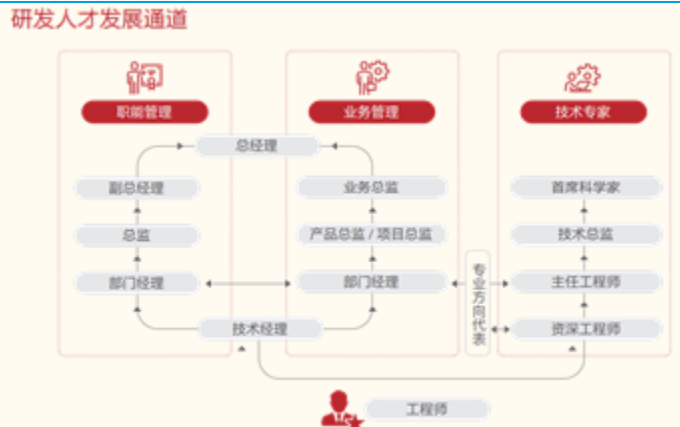 研发人才发展通道
职能管理
业务管理
技术专家
总经理
副总经理
业务总监
首席科学家
总监
产品总监 / 项目总监
技术总监
部门经理
部门经理
专业方向代表
主任工程师
技术经理
资深工程师
工程师